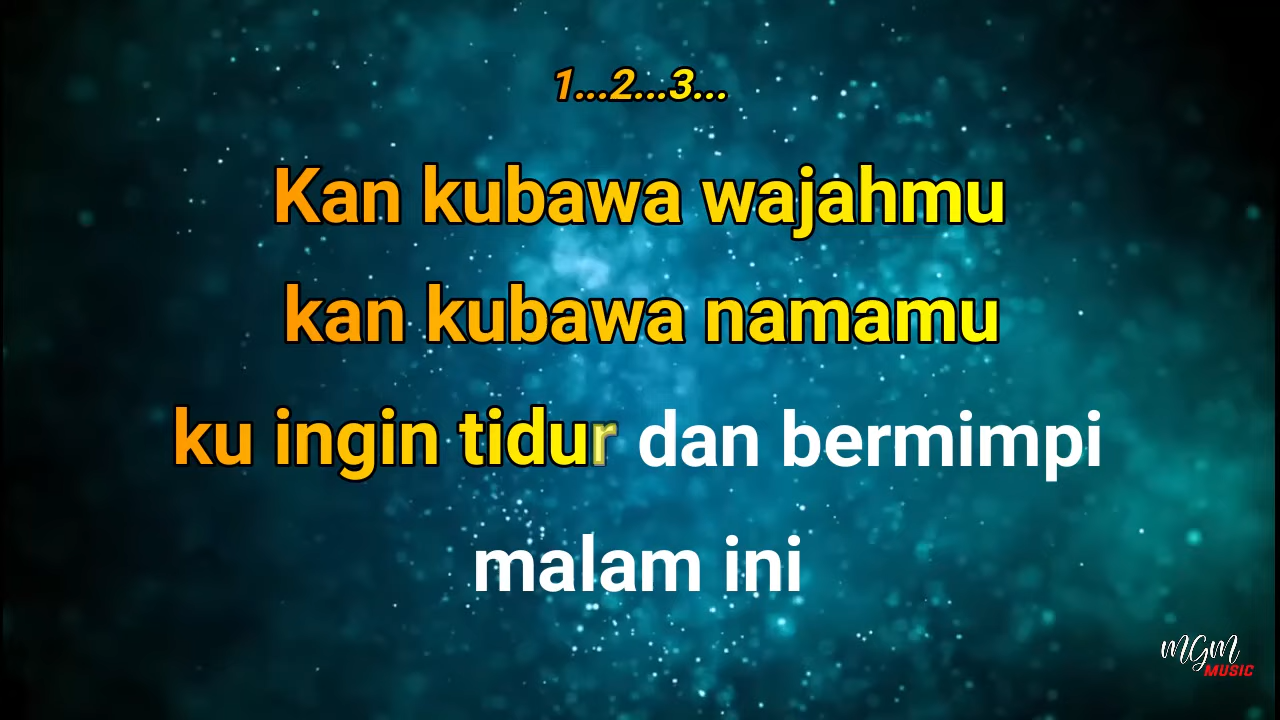 1...2...3...
Kan kubawa wajahmu
kan kubawa namamu
ku ingin tidur dan bermimpi
malam ini
MGM
MUSIC